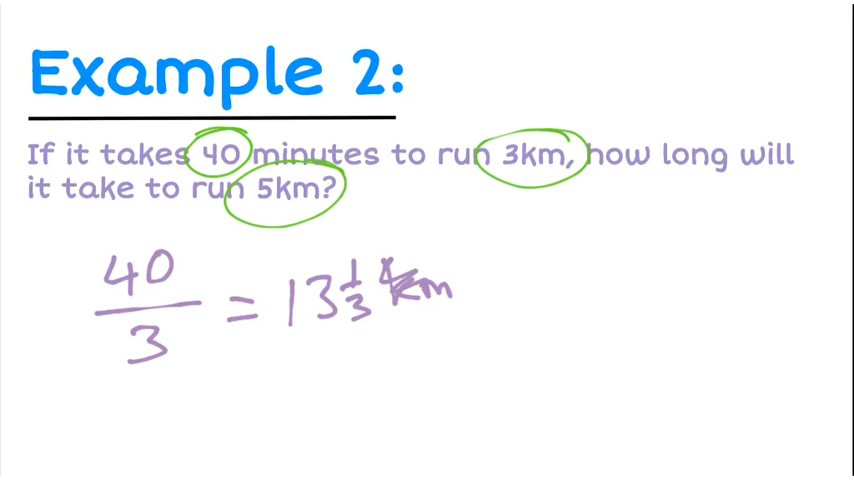 Example 2:
If it takes 40 minutes to run 3km, how long will
it take to run 5km?
40
3
= 13 1/3 km